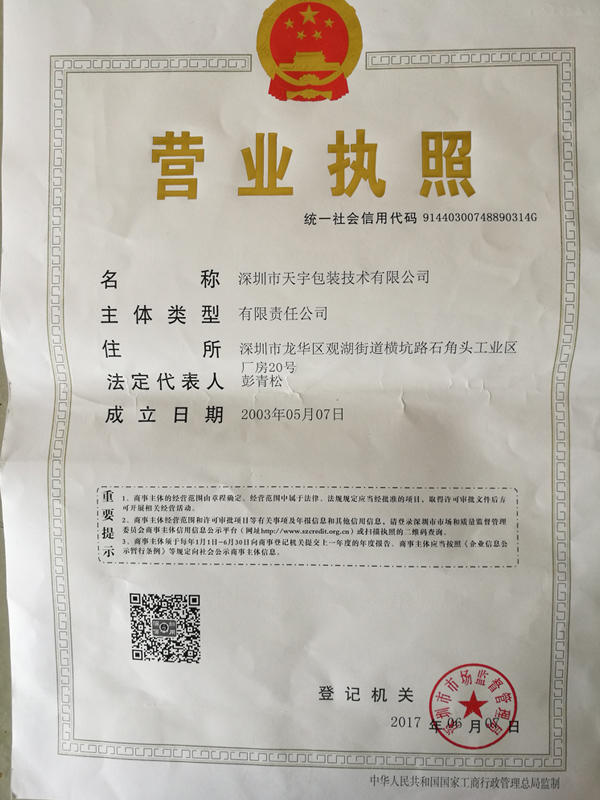 营业执照
统一社会信用代码 91440300748890314G
名称 深圳市天宇包装技术有限公司
主体类型 有限责任公司
住所 深圳市龙华区观湖街道横坑路石角头工业区
厂房20号
法定代表人 彭青松
成立日期 2003年05月07日
重要提示
1、商事主体的经营范围由章程确定。经营范围中属于法律、法规规定应当经批准的项目，取得许可审批文件后方
可开展相关经营活动。
2、商事主体经营范围和许可审批项目等有关事项及年报信息和其他信用信息，请登录深圳市市场和质量监督管理
委员会商事主体信用信息公示平台（网址http://www.szcredit.org.cn）或扫描执照的二维码查询。
3、商事主体须于每年1月1日-6月30日向商事登记机关提交上一年度的年度报告。商事主体应当按照《企业信息公
示暂行条例》等规定向社会公示商事主体信息。
登记机关
深圳市市场监督管理局
2017 年 06 月 日
中华人民共和国国家工商行政管理总局监制